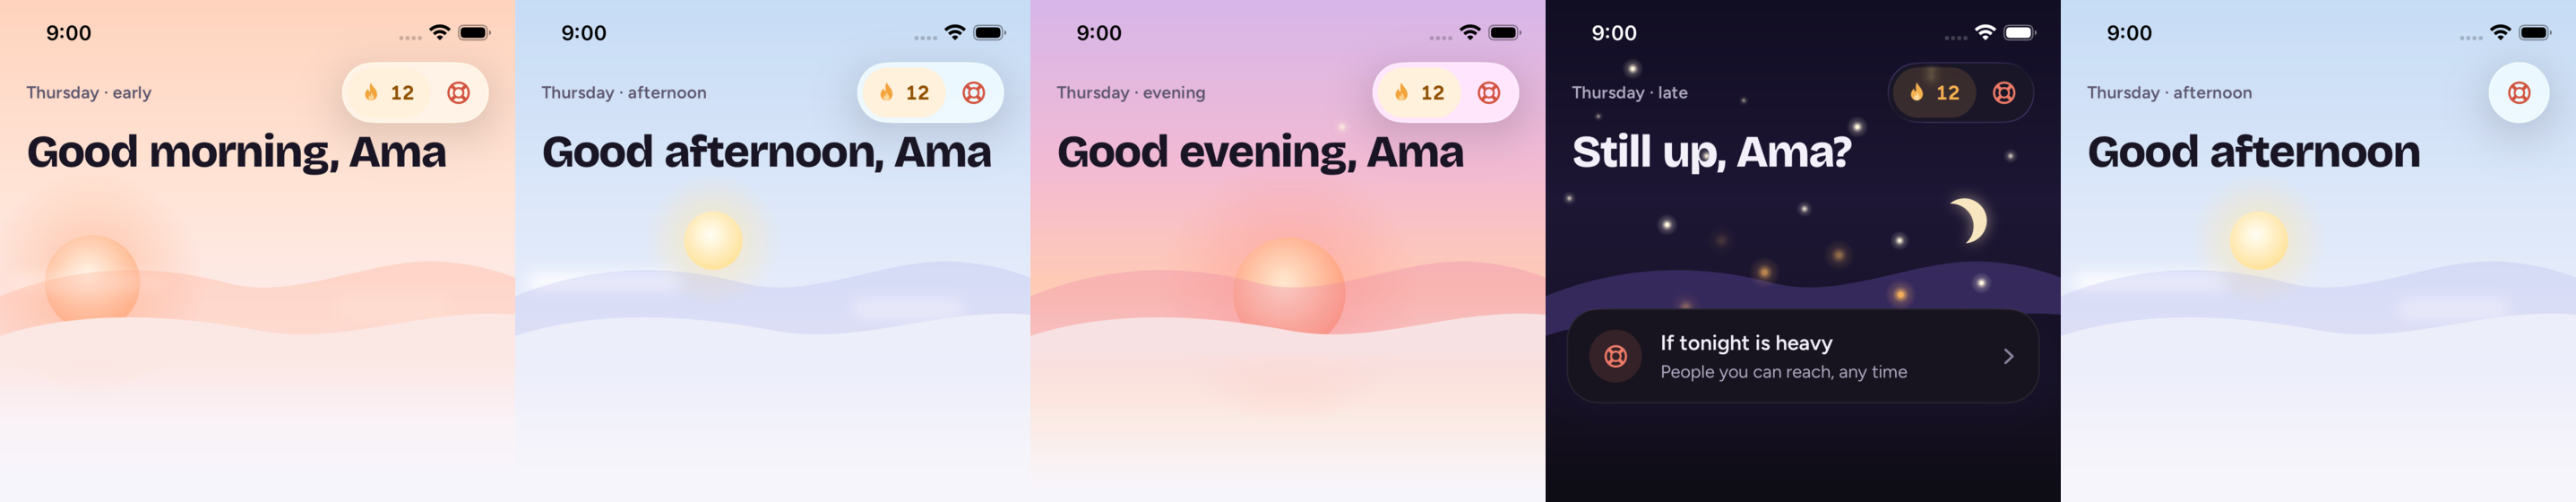 9:00
Thursday · early
12
Good morning, Ama
9:00
Thursday · afternoon
12
Good afternoon, Ama
9:00
Thursday · evening
12
Good evening, Ama
9:00
Thursday · late
12
Still up, Ama?
If tonight is heavy
People you can reach, any time
9:00
Thursday · afternoon
Good afternoon